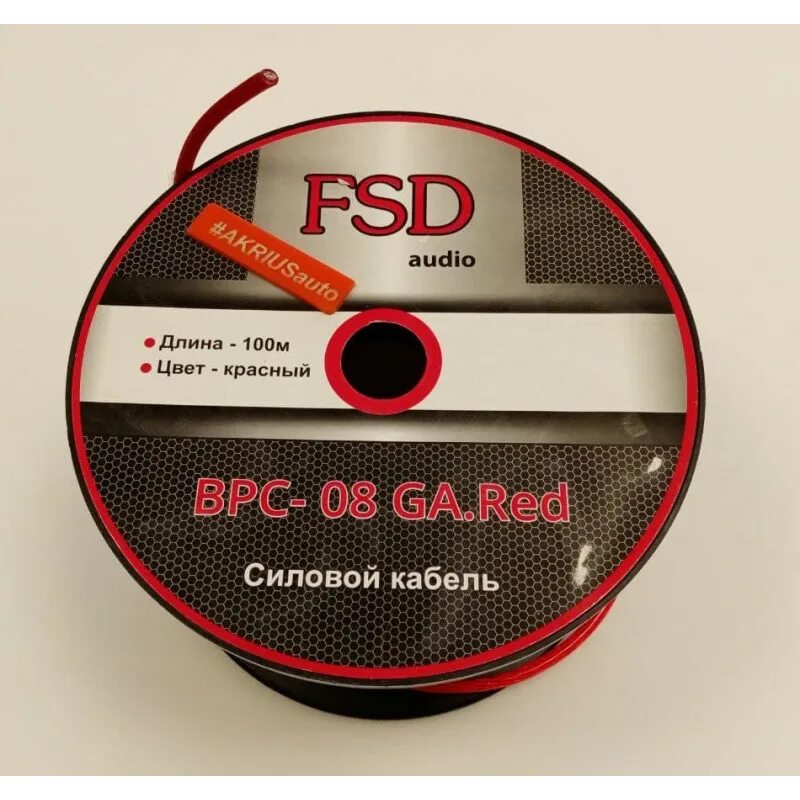 FSD
audio
#AKRIUSauto
Длина - 100м
Цвет - красный
BPC- 08 GA.Red
Силовой кабель